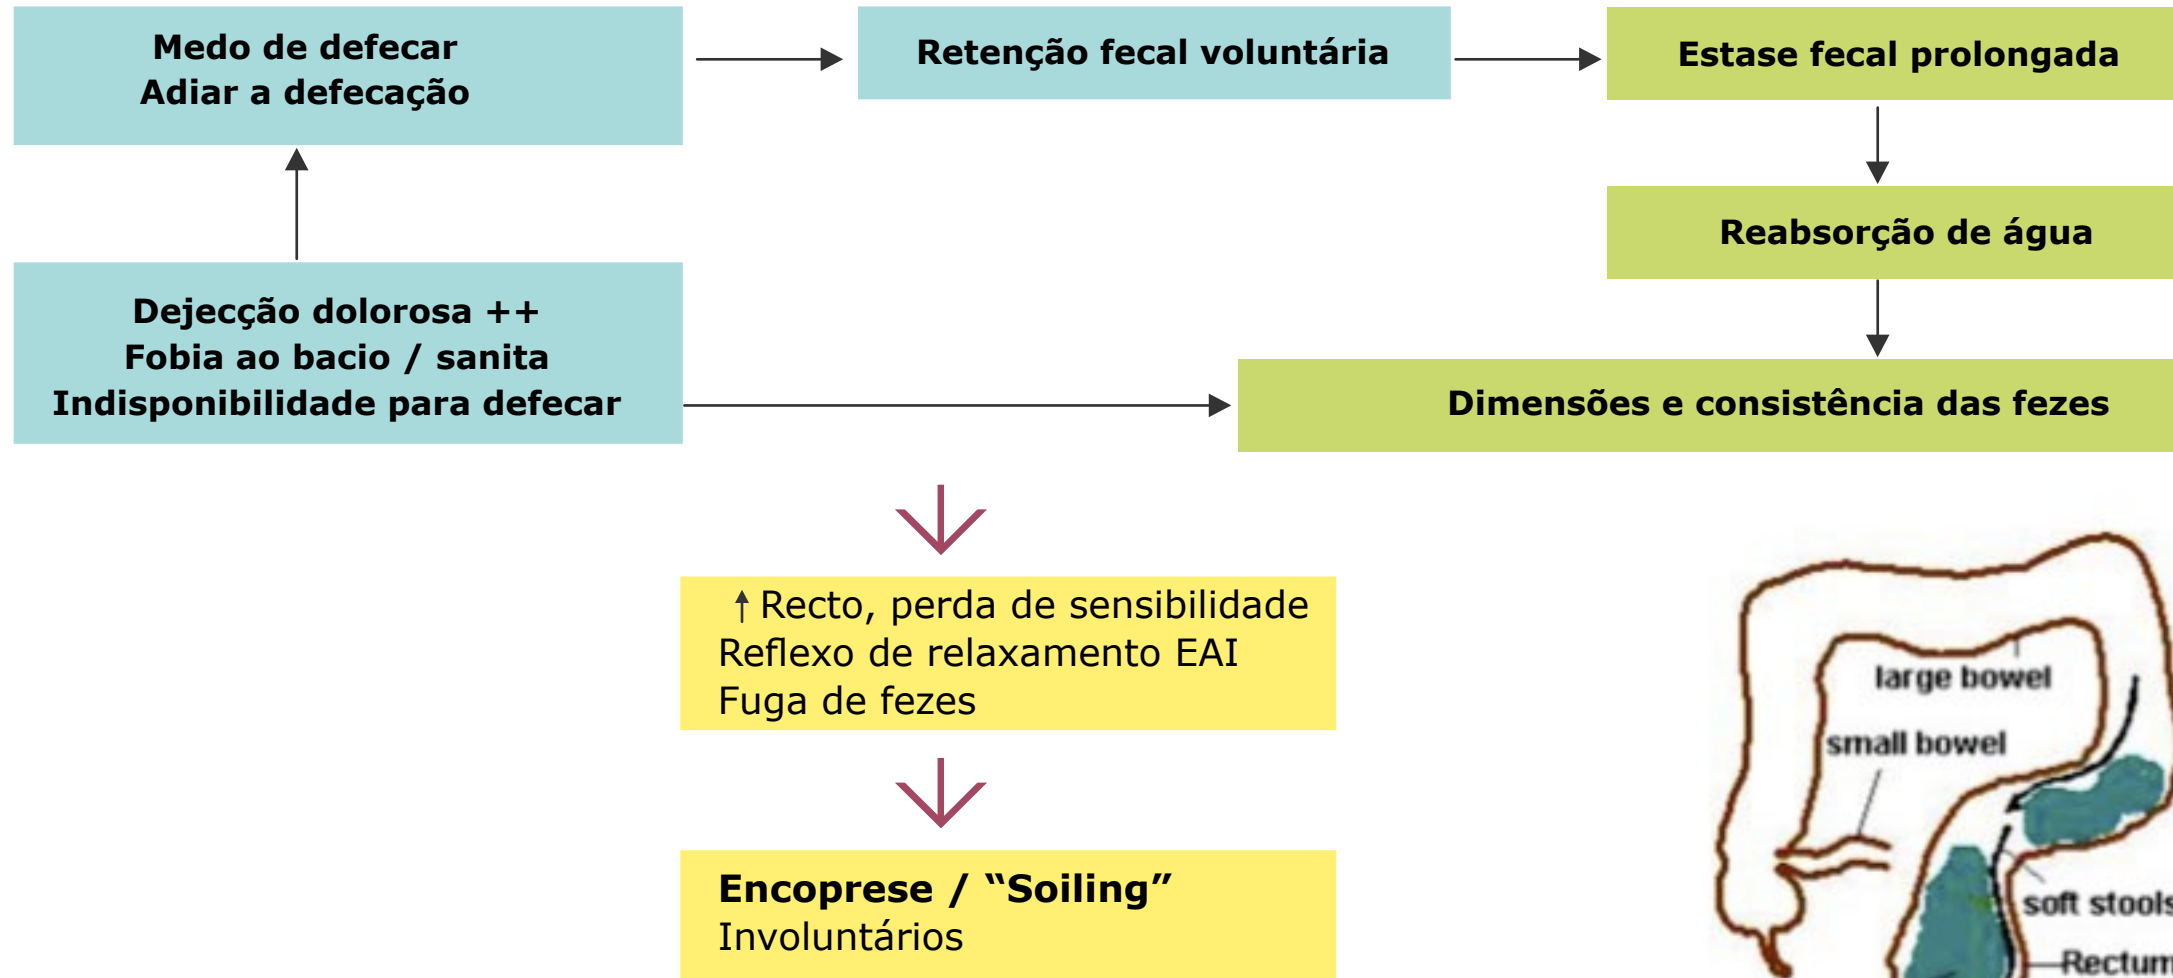 Medo de defecar
Adiar a defecação
Retenção fecal voluntária
Estase fecal prolongada
Reabsorção de água
Dejecção dolorosa ++
Fobia ao bacio / sanita
Indisponibilidade para defecar
Dimensões e consistência das fezes
↑ Recto, perda de sensibilidade
Reflexo de relaxamento EAI
Fuga de fezes
Encoprese / “Soiling”
Involuntários
large bowel
small bowel
soft stools
Rectum